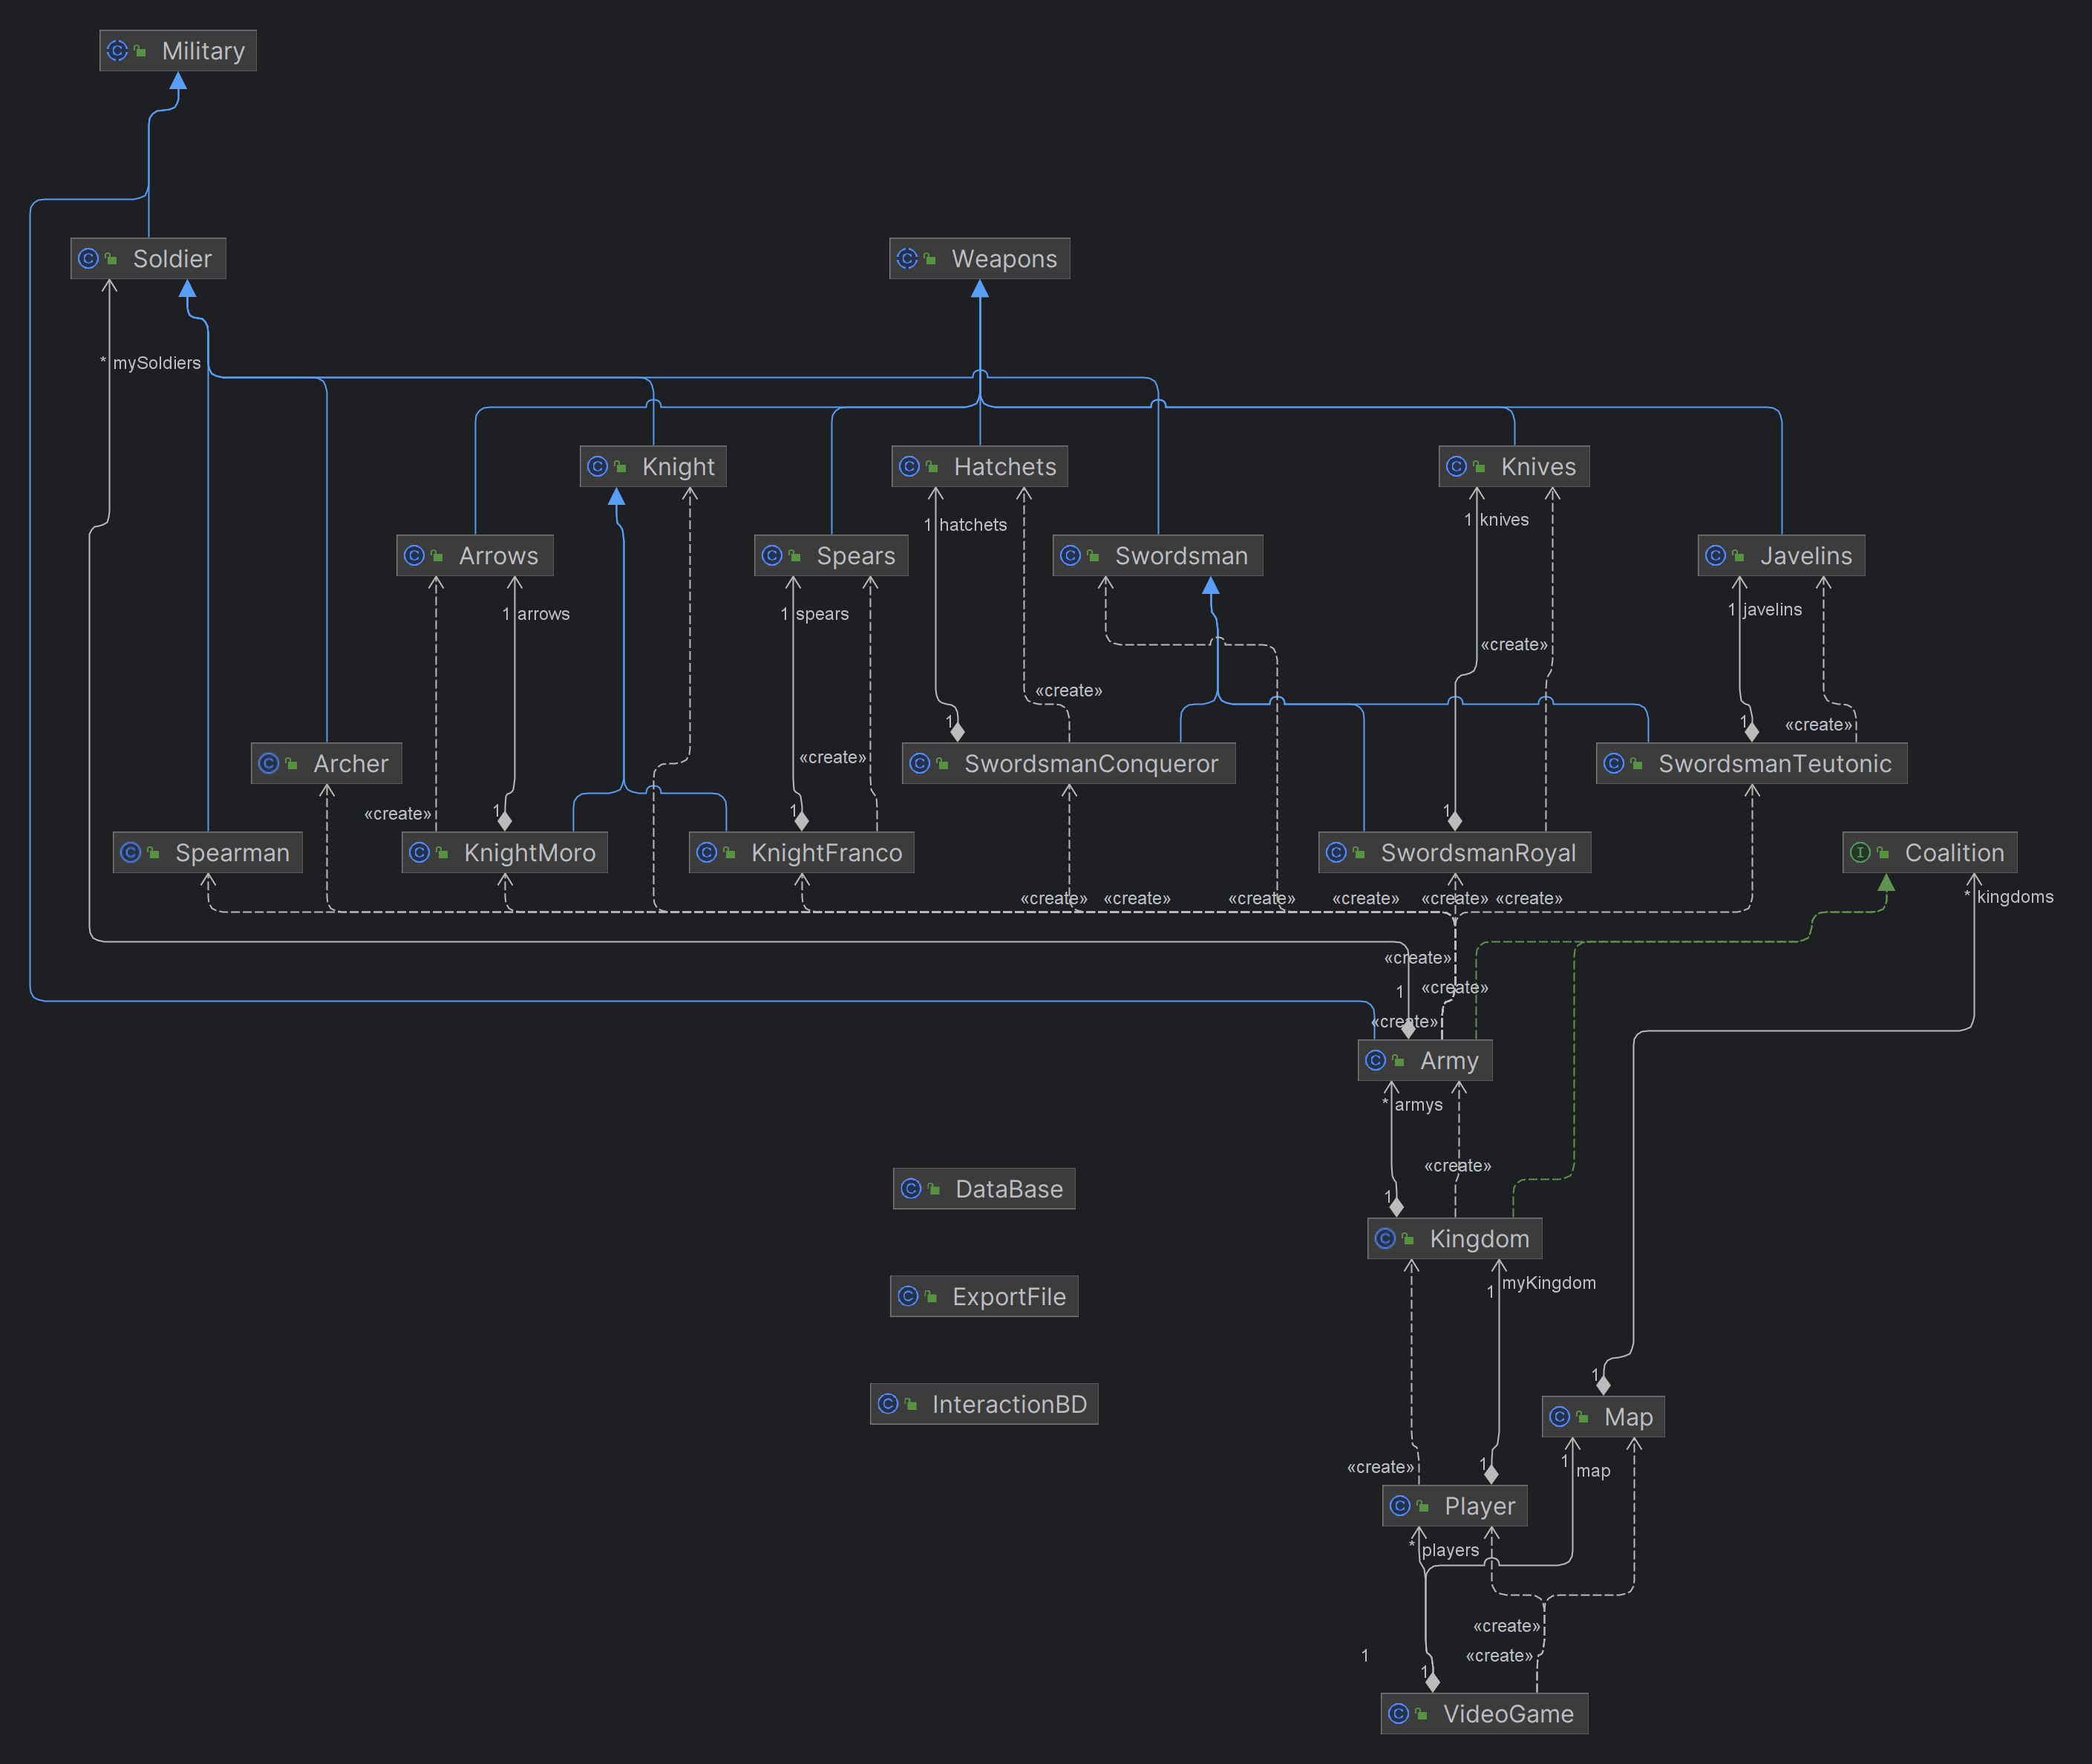 Military
Soldier
Weapons
* mySoldiers
Knight
Hatchets
Knives
1 hatchets
1 knives
Arrows
Spears
Swordsman
Javelins
1 arrows
1 spears
«create»
1 javelins
«create»
1
1
«create»
Archer
«create»
SwordsmanConqueror
SwordsmanTeutonic
«create»
1
1
1
Spearman
KnightMoro
KnightFranco
SwordsmanRoyal
Coalition
«create» «create» «create» «create» «create» «create»
* kingdoms
«create»
1
«create»
«create»
Army
* armys
«create»
DataBase
1
Kingdom
1 myKingdom
ExportFile
1
InteractionBD
Map
«create»
1
1 map
Player
* players
«create»
1
«create»
1
VideoGame